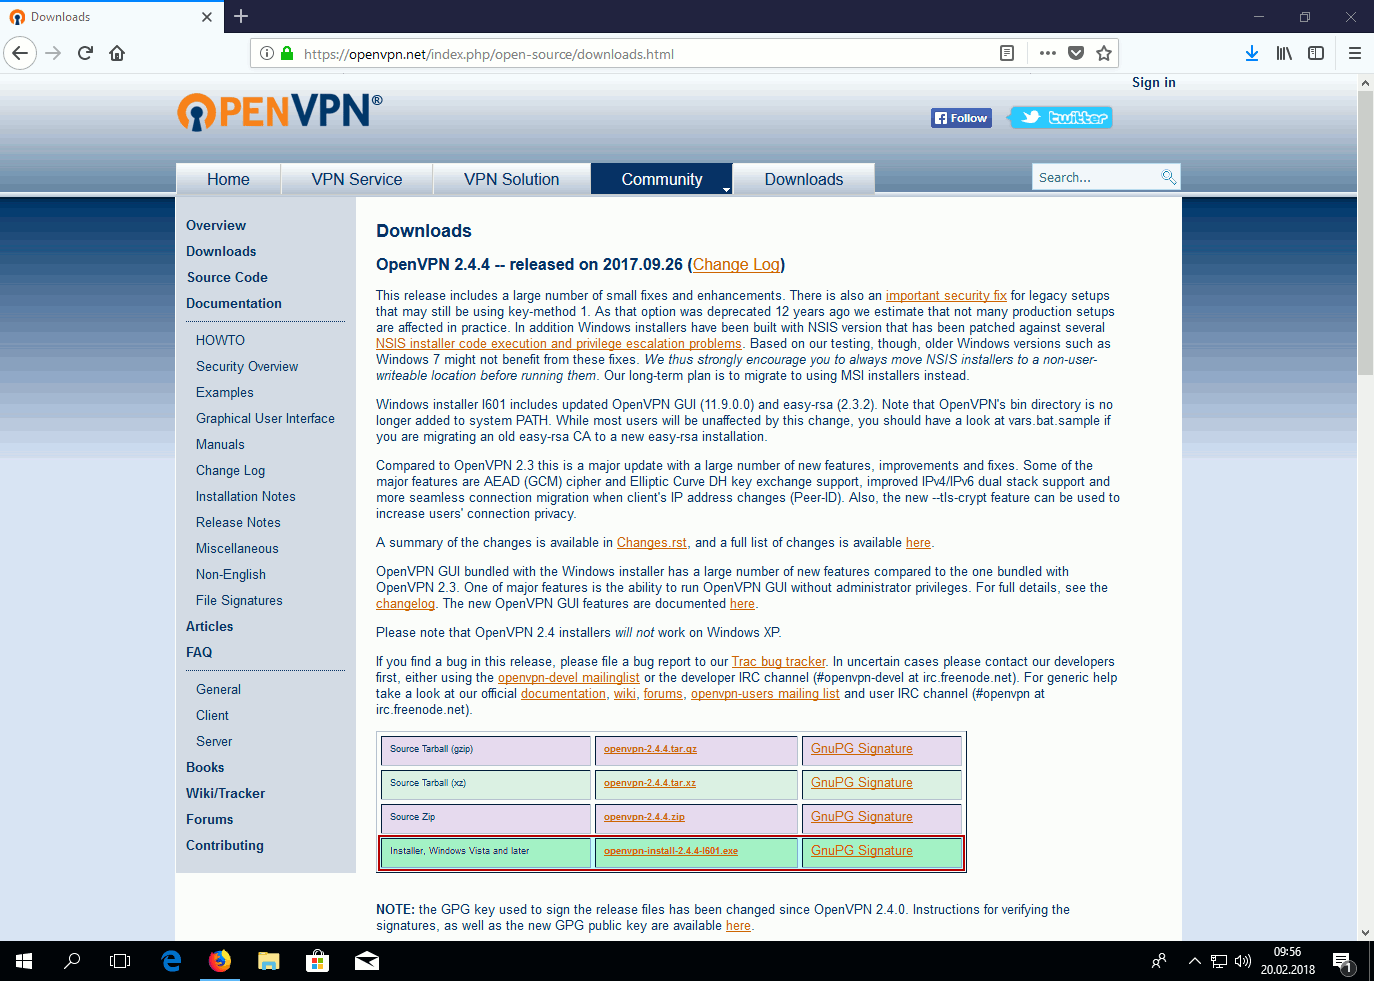 Downloads
https://openvpn.net/index.php/open-source/downloads.html
Sign in
OPENVPN®
Follow
twitter
Home
VPN Service
VPN Solution
Community
Downloads
Search...
Overview
Downloads
Source Code
Documentation
HOWTO
Security Overview
Examples
Graphical User Interface
Manuals
Change Log
Installation Notes
Release Notes
Miscellaneous
Non-English
File Signatures
Articles
FAQ
General
Client
Server
Books
Wiki/Tracker
Forums
Contributing
Downloads
OpenVPN 2.4.4 -- released on 2017.09.26 (Change Log)
This release includes a large number of small fixes and enhancements. There is also an important security fix for legacy setups
that may still be using key-method 1. As that option was deprecated 12 years ago we estimate that not many production setups
are affected in practice. In addition Windows installers have been built with NSIS version that has been patched against several
NSIS installer code execution and privilege escalation problems. Based on our testing, though, older Windows versions such as
Windows 7 might not benefit from these fixes. We thus strongly encourage you to always move NSIS installers to a non-user-
writeable location before running them. Our long-term plan is to migrate to using MSI installers instead.
Windows installer I601 includes updated OpenVPN GUI (11.9.0.0) and easy-rsa (2.3.2). Note that OpenVPN's bin directory is no
longer added to system PATH. While most users will be unaffected by this change, you should have a look at vars.bat.sample if
you are migrating an old easy-rsa CA to a new easy-rsa installation.
Compared to OpenVPN 2.3 this is a major update with a large number of new features, improvements and fixes. Some of the
major features are AEAD (GCM) cipher and Elliptic Curve DH key exchange support, improved IPv4/IPv6 dual stack support and
more seamless connection migration when client's IP address changes (Peer-ID). Also, the new --tls-crypt feature can be used to
increase users' connection privacy.
A summary of the changes is available in Changes.rst, and a full list of changes is available here.
OpenVPN GUI bundled with the Windows installer has a large number of new features compared to the one bundled with
OpenVPN 2.3. One of major features is the ability to run OpenVPN GUI without administrator privileges. For full details, see the
changelog. The new OpenVPN GUI features are documented here.
Please note that OpenVPN 2.4 installers will not work on Windows XP.
If you find a bug in this release, please file a bug report to our Trac bug tracker. In uncertain cases please contact our developers
first, either using the openvpn-devel mailinglist or the developer IRC channel (#openvpn-devel at irc.freenode.net). For generic help
take a look at our official documentation, wiki, forums, openvpn-users mailing list and user IRC channel (#openvpn at
irc.freenode.net).
Source Tarball (gzip) openvpn-2.4.4.tar.gz GnuPG Signature
Source Tarball (xz) openvpn-2.4.4.tar.xz GnuPG Signature
Source Zip openvpn-2.4.4.zip GnuPG Signature
Installer, Windows Vista and later openvpn-install-2.4.4-I601.exe GnuPG Signature
NOTE: the GPG key used to sign the release files has been changed since OpenVPN 2.4.0. Instructions for verifying the
signatures, as well as the new GPG public key are available here.
09:56
20.02.2018
1